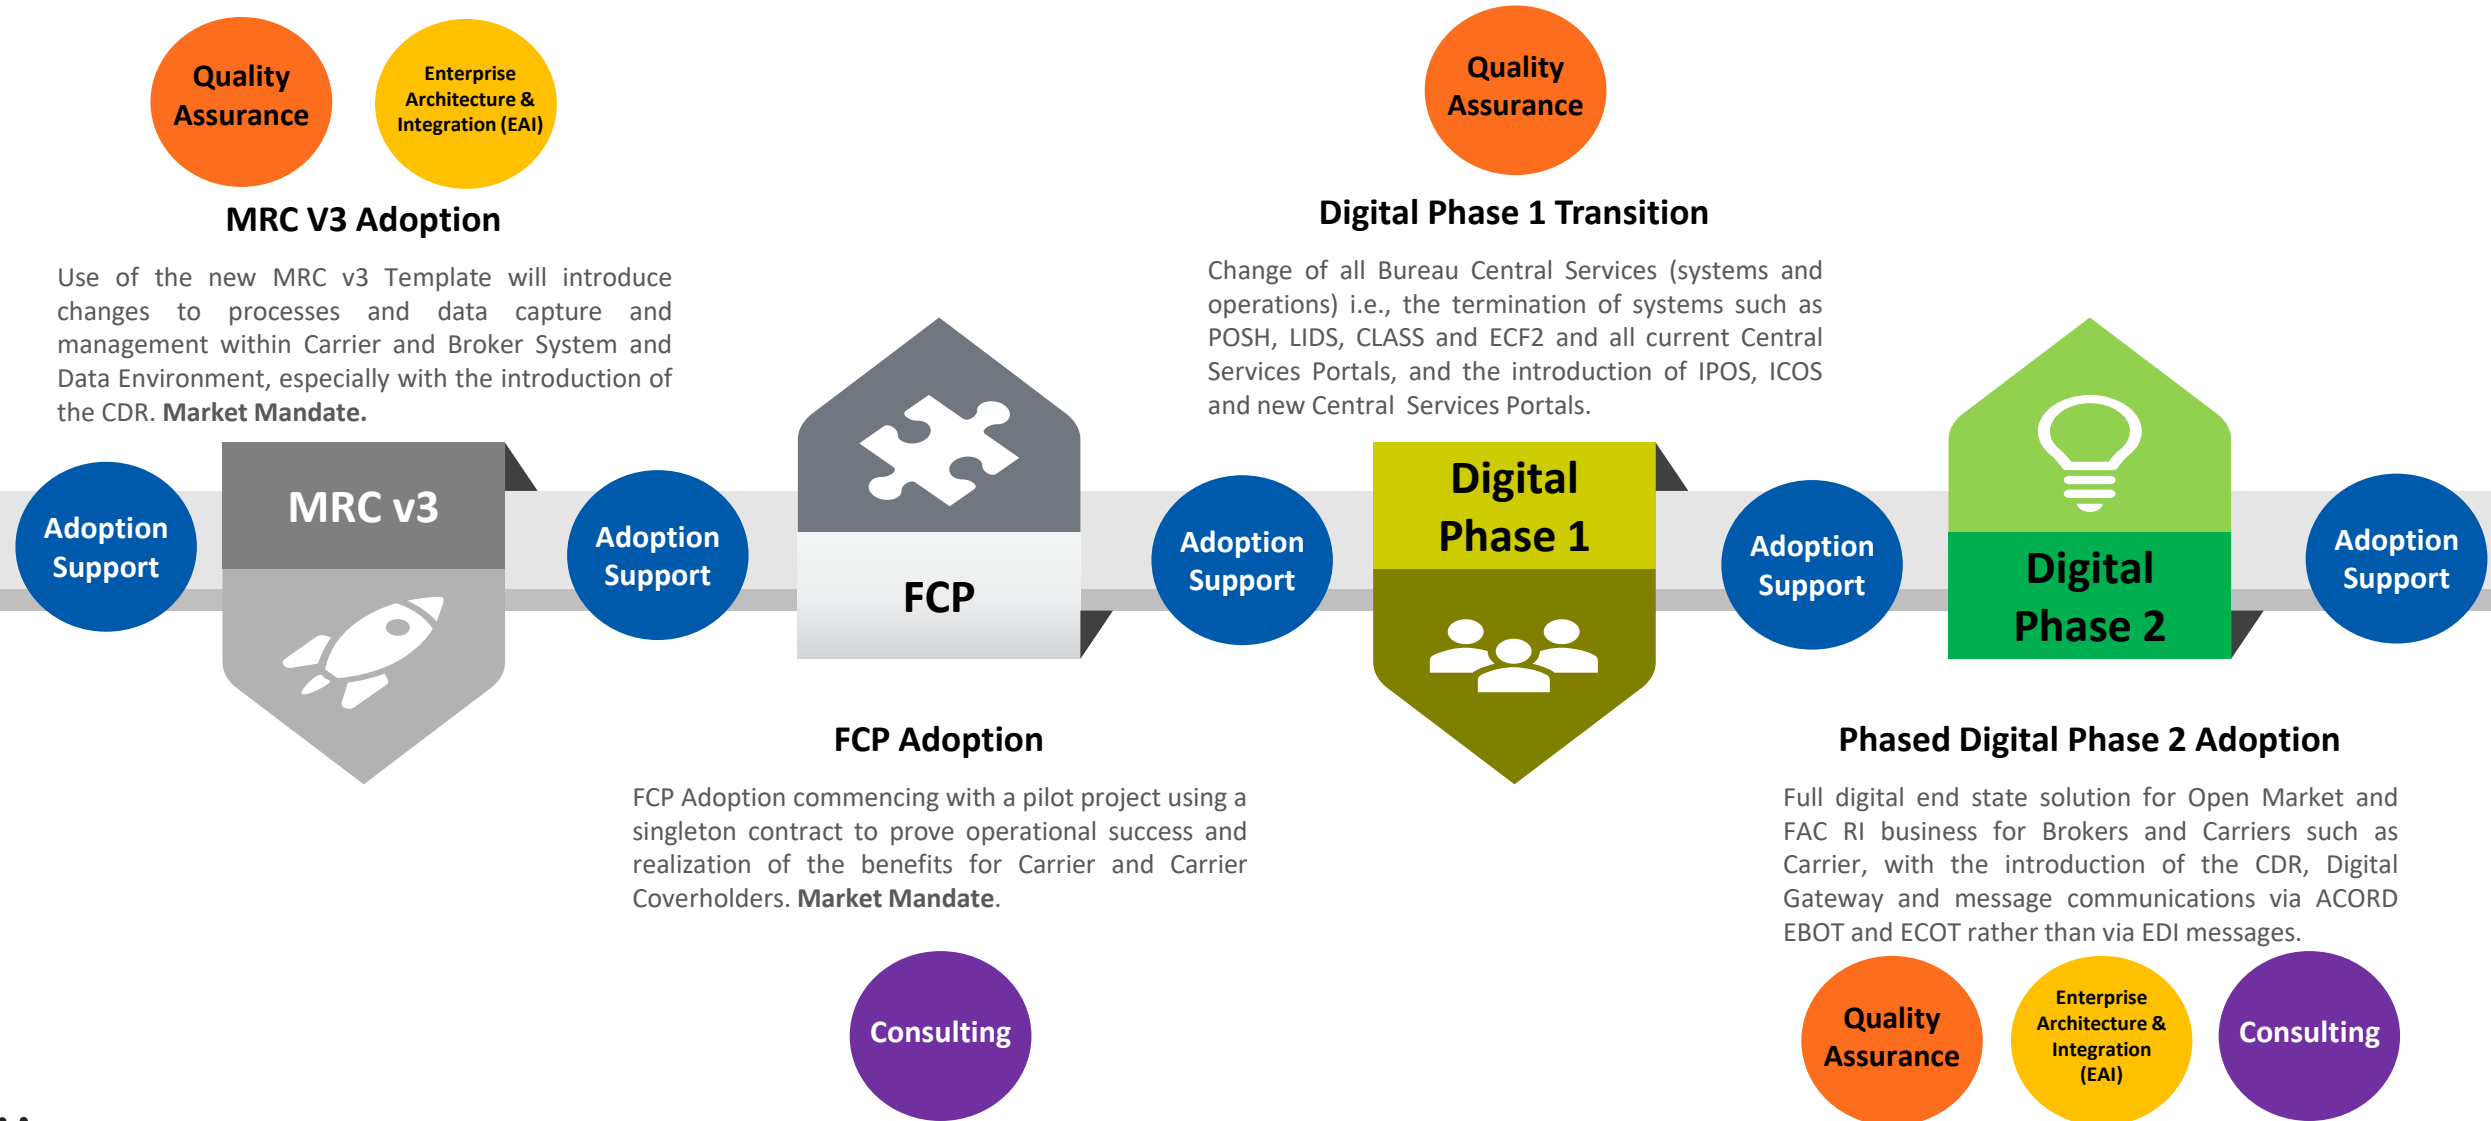 Quality
Assurance
Enterprise
Architecture &
Integration (EAI)
MRC V3 Adoption
Use of the new MRC v3 Template will introduce
changes to processes and data capture and
management within Carrier and Broker System and
Data Environment, especially with the introduction of
the CDR. Market Mandate.
Quality
Assurance
Digital Phase 1 Transition
Change of all Bureau Central Services (systems and
operations) i.e., the termination of systems such as
POSH, LIDS, CLASS and ECF2 and all current Central
Services Portals, and the introduction of IPOS, ICOS
and new Central Services Portals.
Adoption
Support
MRC v3
Adoption
Support
FCP
Adoption
Support
Digital
Phase 1
Adoption
Support
Digital
Phase 2
Adoption
Support
FCP Adoption
FCP Adoption commencing with a pilot project using a
singleton contract to prove operational success and
realization of the benefits for Carrier and Carrier
Coverholders. Market Mandate.
Consulting
Phased Digital Phase 2 Adoption
Full digital end state solution for Open Market and
FAC RI business for Brokers and Carriers such as
Carrier, with the introduction of the CDR, Digital
Gateway and message communications via ACORD
EBOT and ECOT rather than via EDI messages.
Quality
Assurance
Enterprise
Architecture &
Integration
(EAI)
Consulting